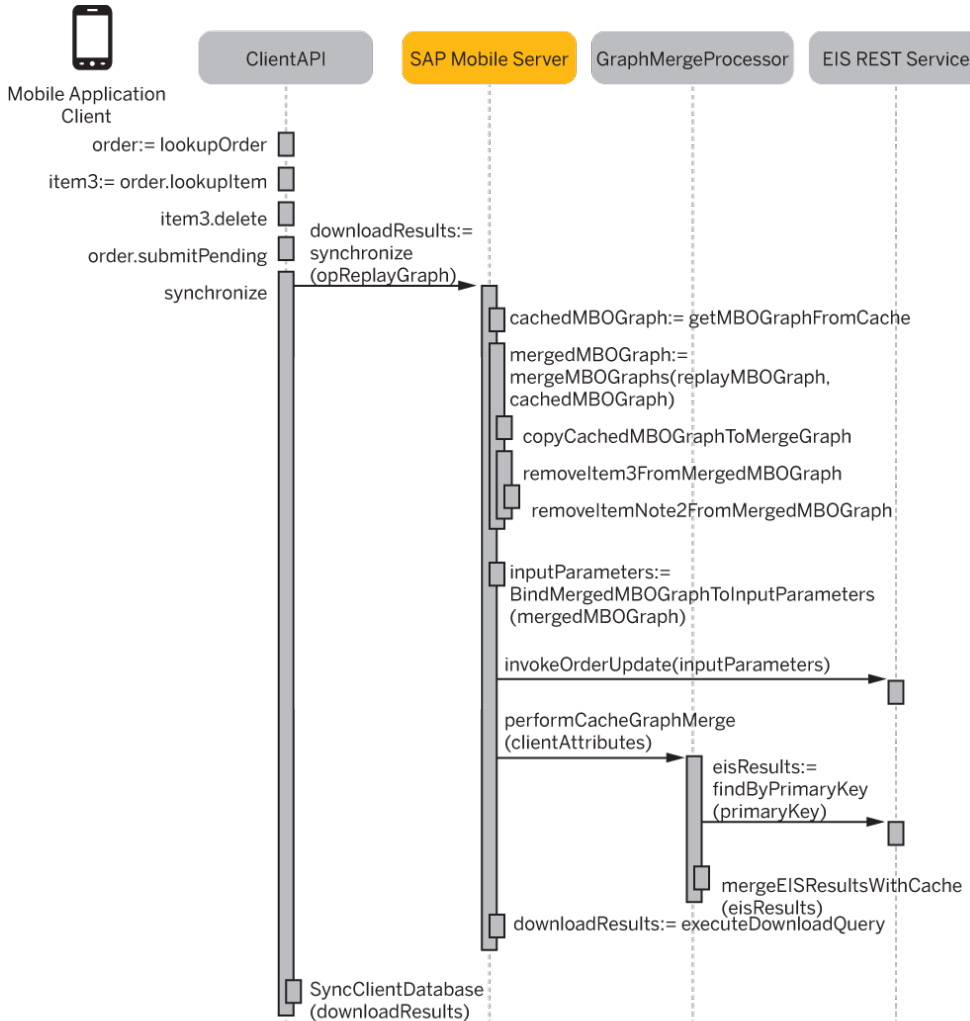 ClientAPI
SAP Mobile Server
GraphMergeProcessor
EIS REST Service
Mobile Application
Client
order:= lookupOrder
item3:= order.lookupItem
item3.delete
order.submitPending
synchronize
downloadResults:=
synchronize
(opReplayGraph)
cachedMBOGraph:= getMBOGraphFromCache
mergedMBOGraph:=
mergeMBOGraphs(replayMBOGraph,
cachedMBOGraph)
copyCachedMBOGraphToMergeGraph
removeItem3FromMergedMBOGraph
removeItemNote2FromMergedMBOGraph
inputParameters:=
BindMergedMBOGraphToInputParameters
(mergedMBOGraph)
invokeOrderUpdate(inputParameters)
performCacheGraphMerge
(clientAttributes)
eisResults:=
findByPrimaryKey
(primaryKey)
mergeEISResultsWithCache
(eisResults)
downloadResults:= executeDownloadQuery
SyncClientDatabase
(downloadResults)